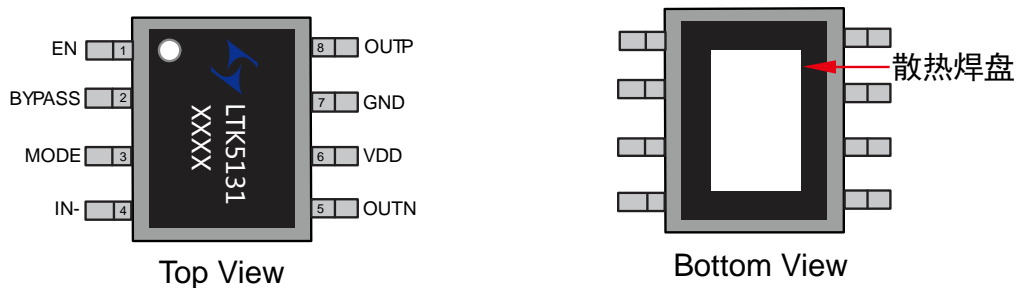 EN 1 8 OUTP
BYPASS 2 7 GND
MODE 3 6 VDD
IN- 4 5 OUTN
LTK5131
XXXX
散热焊盘
Top View
Bottom View